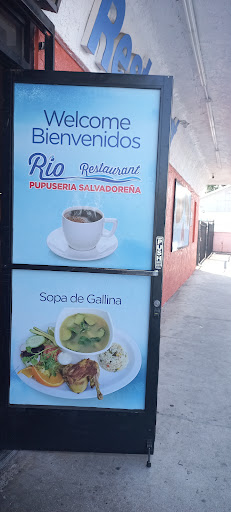 Welcome
Bienvenidos
Rio Restaurant
PUPUSERIA SALVADOREÑA
Sopa de Gallina